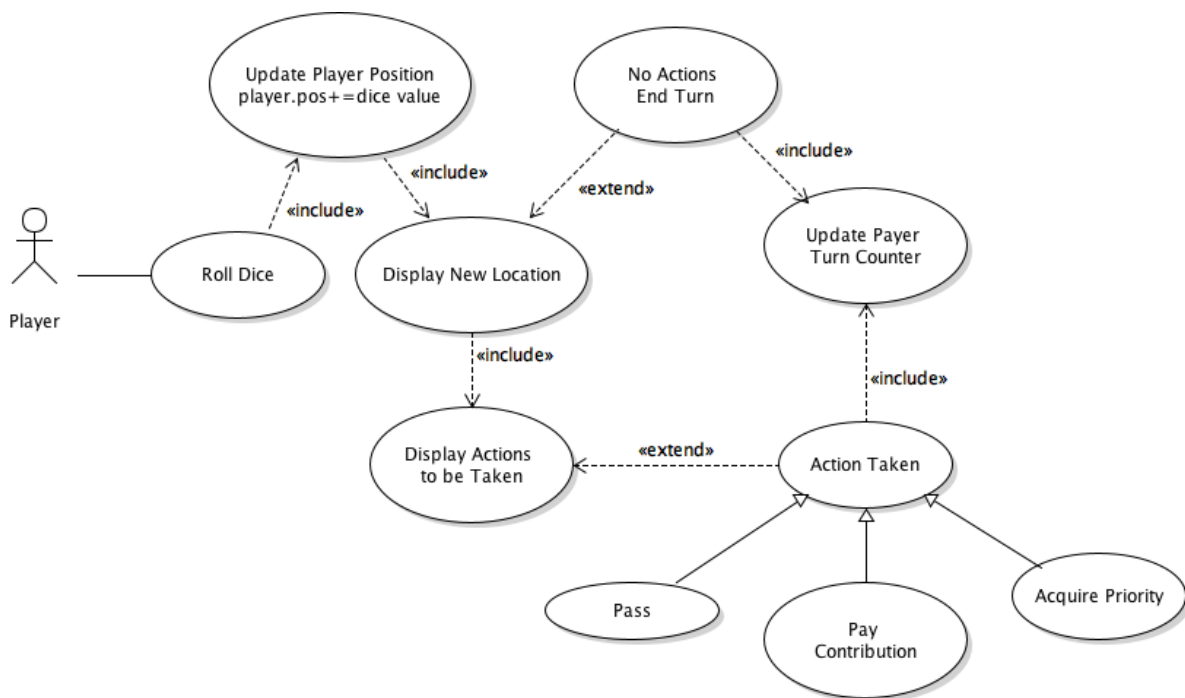 Update Player Position
player.pos+=dice value
No Actions
End Turn
«include»
«include»
«extend»
«include»
Update Payer
Turn Counter
Roll Dice
Display New Location
Player
«include»
«include»
Display Actions
to be Taken
«extend»
Action Taken
Pass
Pay
Contribution
Acquire Priority